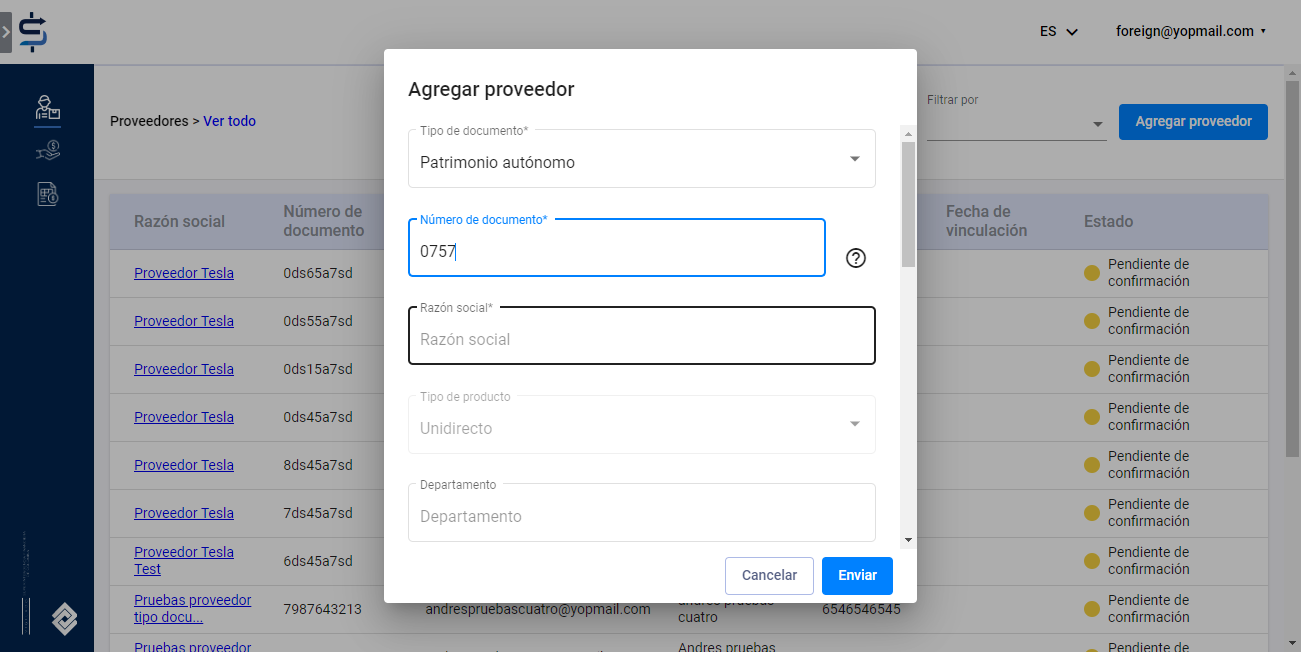 ES
foreign@yopmail.com
Proveedores > Ver todo
Filtrar por
Agregar proveedor
Agregar proveedor
Tipo de documento*
Patrimonio autónomo
Número de documento*
0757
Razón social*
Razón social
Tipo de producto
Unidirecto
Departamento
Departamento
Cancelar
Enviar
Razón social
Número de
documento
Fecha de
vinculación
Estado
Proveedor Tesla
0ds65a7sd
Pendiente de
confirmación
Proveedor Tesla
0ds55a7sd
Pendiente de
confirmación
Proveedor Tesla
0ds15a7sd
Pendiente de
confirmación
Proveedor Tesla
0ds45a7sd
Pendiente de
confirmación
Proveedor Tesla
8ds45a7sd
Pendiente de
confirmación
Proveedor Tesla
7ds45a7sd
Pendiente de
confirmación
Proveedor Tesla
Test
6ds45a7sd
Pendiente de
confirmación
Pruebas proveedor
tipo docu...
7987643213
andrespruebascuatro@yopmail.com
andres pruebas
cuatro
6546546545
Pendiente de
confirmación
Pruebas proveedor
Andres pruebas
Pendiente de